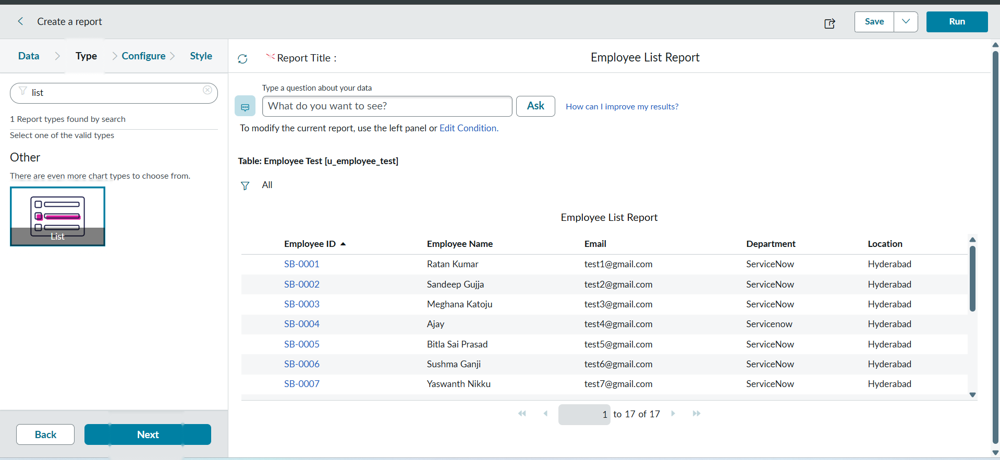 Create a report
Save
Run
Data
Type
Configure
Style
Report Title :
Employee List Report
list
1 Report types found by search
Select one of the valid types
Other
There are even more chart types to choose from.
List
Back
Next
Type a question about your data
What do you want to see?
Ask
How can I improve my results?
To modify the current report, use the left panel or Edit Condition.
Table: Employee Test [u_employee_test]
All
Employee List Report
Employee ID Employee Name Email Department Location
SB-0001 Ratan Kumar test1@gmail.com ServiceNow Hyderabad
SB-0002 Sandeep Gujja test2@gmail.com ServiceNow Hyderabad
SB-0003 Meghana Katoju test3@gmail.com ServiceNow Hyderabad
SB-0004 Ajay test4@gmail.com Servicenow Hyderabad
SB-0005 Bitla Sai Prasad test5@gmail.com ServiceNow Hyderabad
SB-0006 Sushma Ganji test6@gmail.com ServiceNow Hyderabad
SB-0007 Yaswanth Nikku test7@gmail.com ServiceNow Hyderabad
1 to 17 of 17